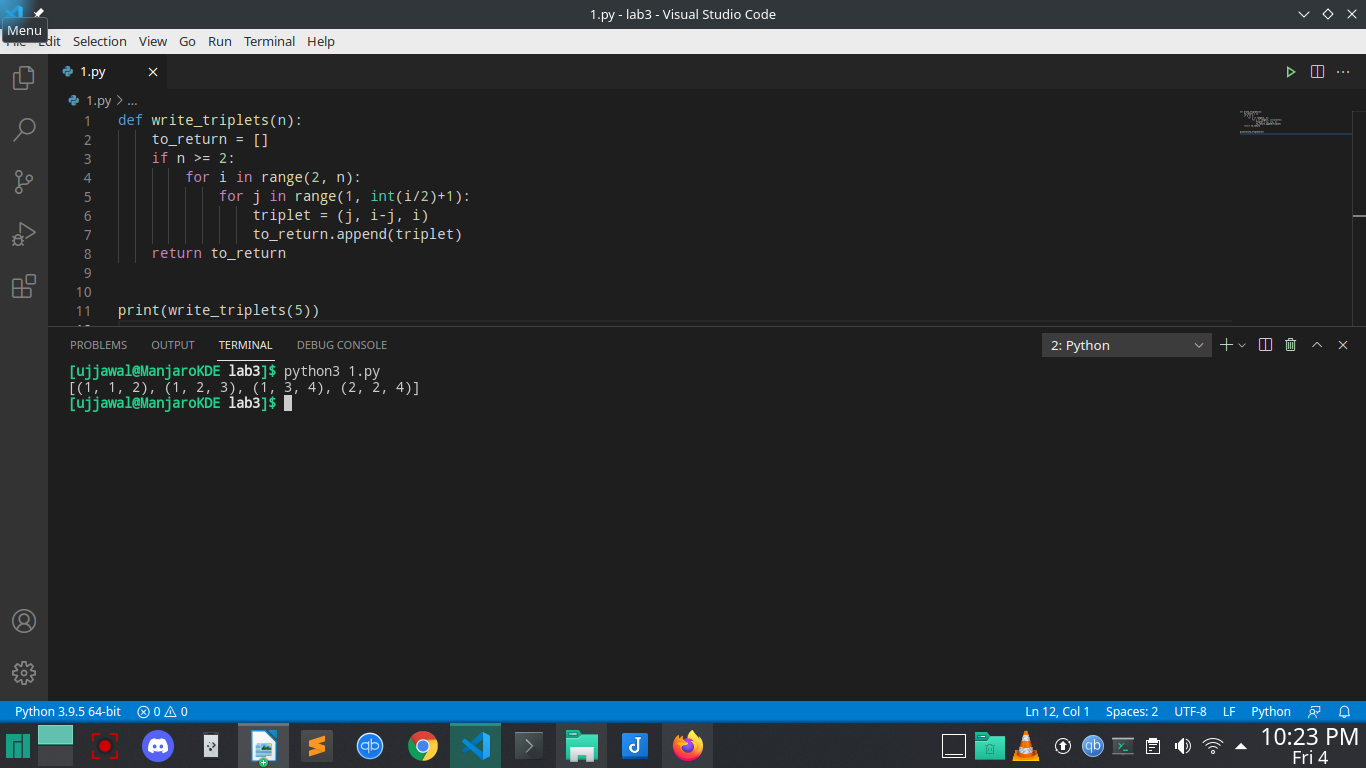 1.py - lab3 - Visual Studio Code
Menu
File Edit Selection View Go Run Terminal Help
1.py
1.py > ...
1 def write_triplets(n):
2     to_return = []
3     if n >= 2:
4         for i in range(2, n):
5             for j in range(1, int(i/2)+1):
6                 triplet = (j, i-j, i)
7                 to_return.append(triplet)
8     return to_return
9
10
11 print(write_triplets(5))
PROBLEMS OUTPUT TERMINAL DEBUG CONSOLE 2: Python
[ujjawal@ManjaroKDE lab3]$ python3 1.py
[(1, 1, 2), (1, 2, 3), (1, 3, 4), (2, 2, 4)]
[ujjawal@ManjaroKDE lab3]$
Python 3.9.5 64-bit 0 0 Ln 12, Col 1 Spaces: 2 UTF-8 LF Python
qb J qb 10:23 PM
Fri 4